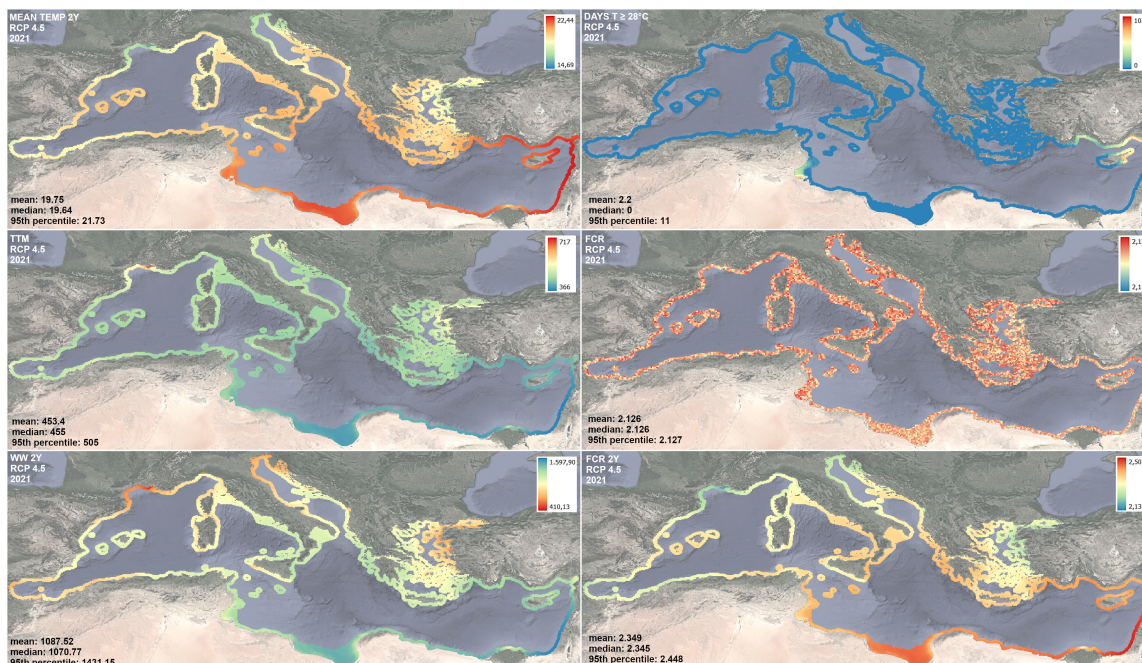 MEAN TEMP 2Y
RCP 4.5
2021
22,44
14,69
mean: 19.75
median: 19.64
95th percentile: 21.73
DAYS T ≥ 28°C
RCP 4.5
2021
10
0
mean: 2.2
median: 0
95th percentile: 11
TTM
RCP 4.5
2021
717
366
mean: 453,4
median: 455
95th percentile: 505
FCR
RCP 4.5
2021
2,1
2,1
mean: 2.126
median: 2.126
95th percentile: 2.127
WW 2Y
RCP 4.5
2021
1.597,90
410,13
mean: 1087.52
median: 1070.77
95th percentile: 1431.15
FCR 2Y
RCP 4.5
2021
2,50
2,13
mean: 2.349
median: 2.345
95th percentile: 2.448